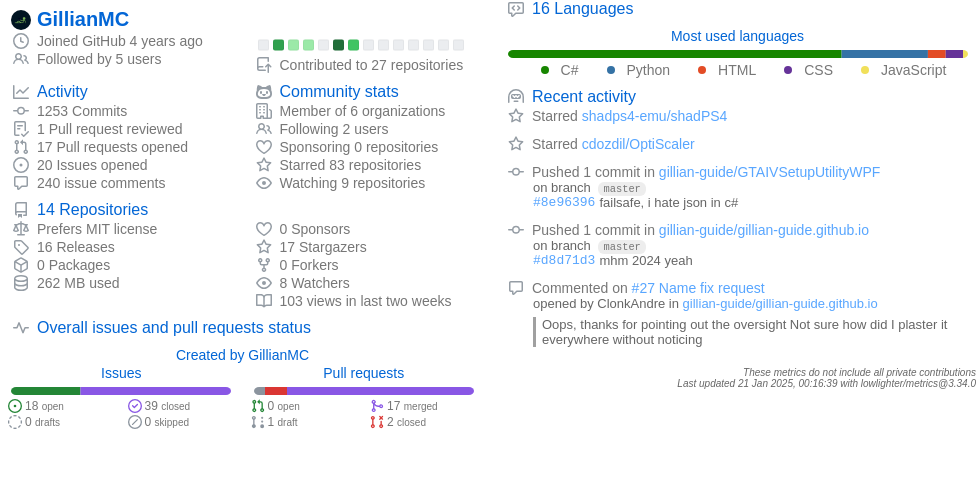 GillianMC
Joined GitHub 4 years ago
Followed by 5 users
Contributed to 27 repositories
Activity
1253 Commits
1 Pull request reviewed
17 Pull requests opened
20 Issues opened
240 issue comments
Community stats
Member of 6 organizations
Following 2 users
Sponsoring 0 repositories
Starred 83 repositories
Watching 9 repositories
14 Repositories
Prefers MIT license
16 Releases
0 Packages
262 MB used
0 Sponsors
17 Stargazers
0 Forkers
8 Watchers
103 views in last two weeks
Overall issues and pull requests status
Created by GillianMC
Issues
18 open
39 closed
0 drafts
0 skipped
Pull requests
0 open
17 merged
1 draft
2 closed
16 Languages
Most used languages
C# Python HTML CSS JavaScript
Recent activity
Starred shadps4-emu/shadPS4
Starred cdozdil/OptiScaler
Pushed 1 commit in gillian-guide/GTAIVSetupUtilityWPF
on branch master
#8e96396 failsafe, i hate json in c#
Pushed 1 commit in gillian-guide/gillian-guide.github.io
on branch master
#d8d71d3 mhm 2024 yeah
Commented on #27 Name fix request
opened by ClonkAndre in gillian-guide/gillian-guide.github.io
Oops, thanks for pointing out the oversight Not sure how did I plaster it
everywhere without noticing
These metrics do not include all private contributions
Last updated 21 Jan 2025, 00:16:39 with lowlighter/metrics@3.34.0